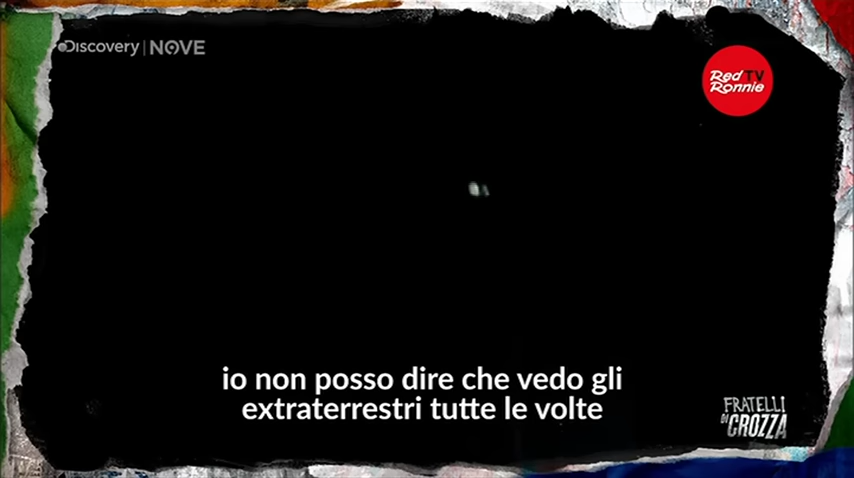 Discovery | NOVE
Red TV
Ronnie
io non posso dire che vedo gli
extraterrestri tutte le volte
FRATELLI
DI CROZZA